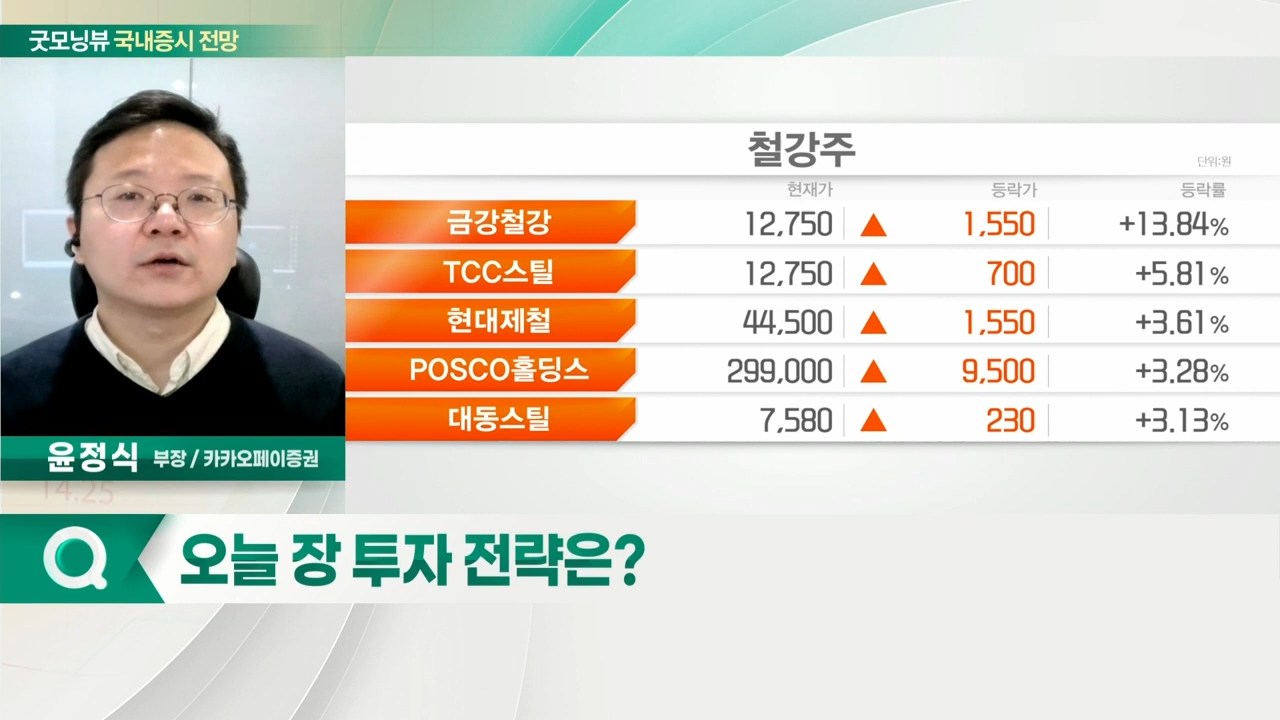 굿모닝뷰 국내증시 전망
철강주
단위:원
현재가 등락가 등락률
금강철강 12,750 ▲ 1,550 +13.84%
TCC스틸 12,750 ▲ 700 +5.81%
현대제철 44,500 ▲ 1,550 +3.61%
POSCO홀딩스 299,000 ▲ 9,500 +3.28%
대동스틸 7,580 ▲ 230 +3.13%
윤정식 부장 / 카카오페이증권
14.25
Q 오늘 장 투자 전략은?